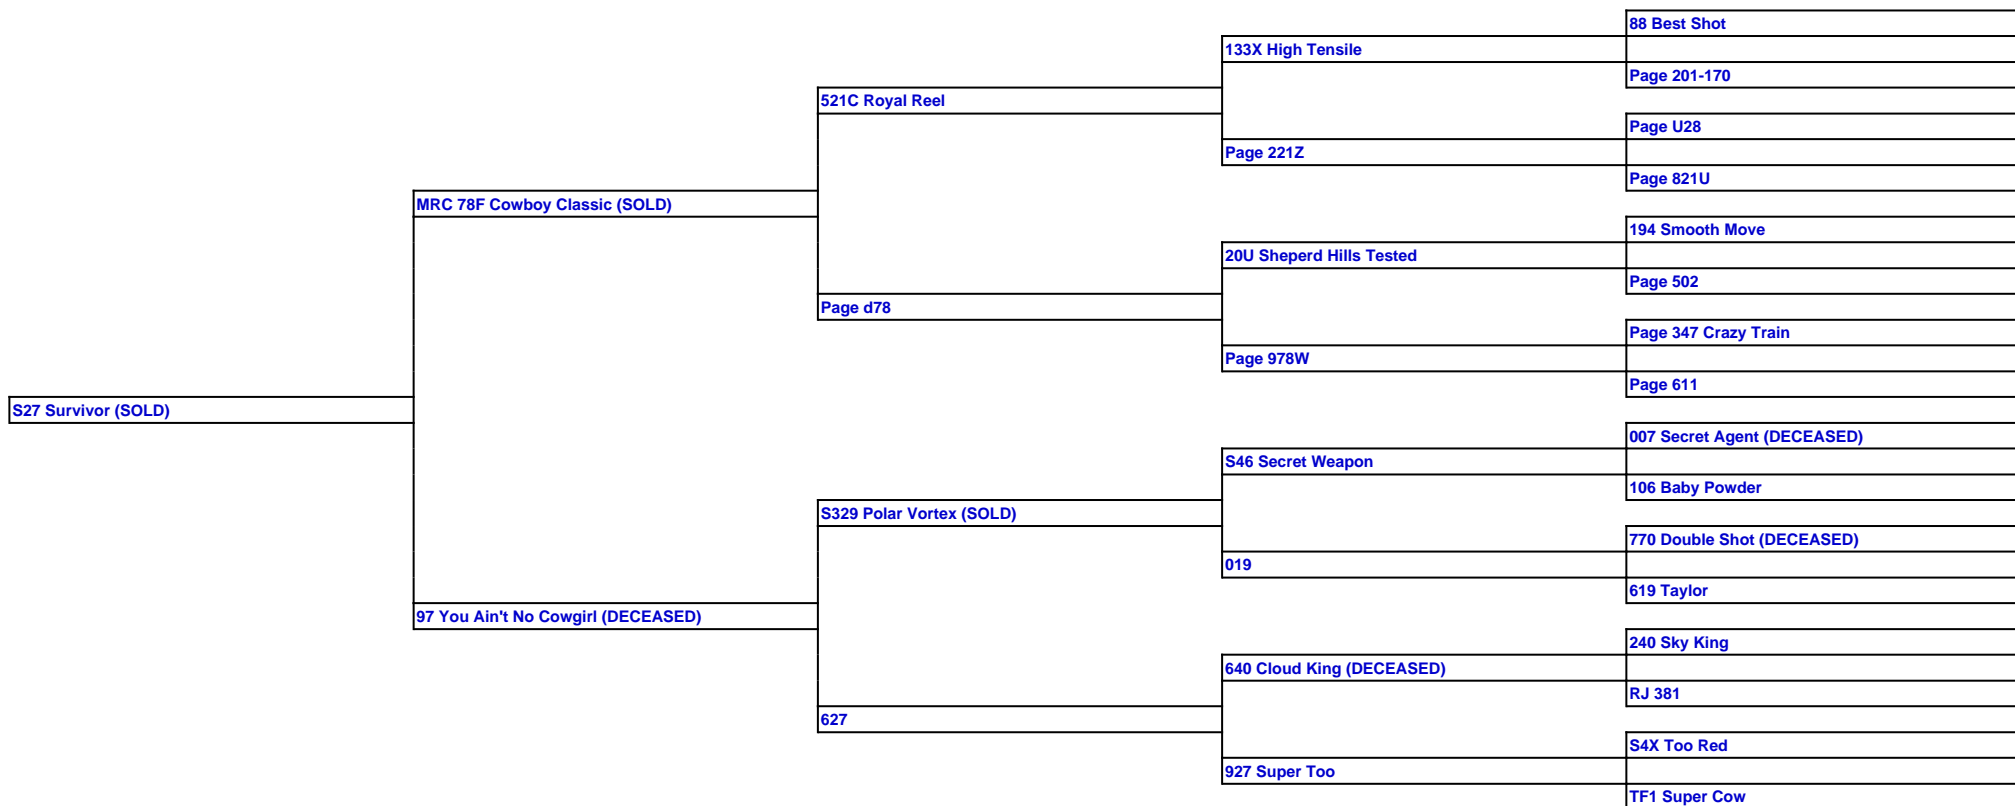 88 Best Shot
133X High Tensile
Page 201-170
521C Royal Reel
Page U28
Page 221Z
Page 821U
MRC 78F Cowboy Classic (SOLD)
194 Smooth Move
20U Sheperd Hills Tested
Page 502
Page d78
Page 347 Crazy Train
Page 978W
Page 611
S27 Survivor (SOLD)
007 Secret Agent (DECEASED)
S46 Secret Weapon
106 Baby Powder
S329 Polar Vortex (SOLD)
770 Double Shot (DECEASED)
019
619 Taylor
97 You Ain't No Cowgirl (DECEASED)
240 Sky King
640 Cloud King (DECEASED)
RJ 381
627
S4X Too Red
927 Super Too
TF1 Super Cow